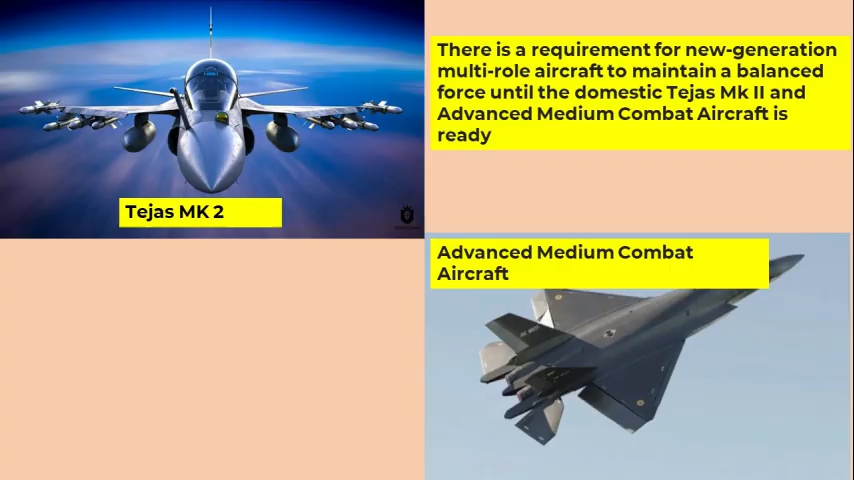 There is a requirement for new-generation
multi-role aircraft to maintain a balanced
force until the domestic Tejas Mk II and
Advanced Medium Combat Aircraft is
ready
Tejas MK 2
Advanced Medium Combat
Aircraft